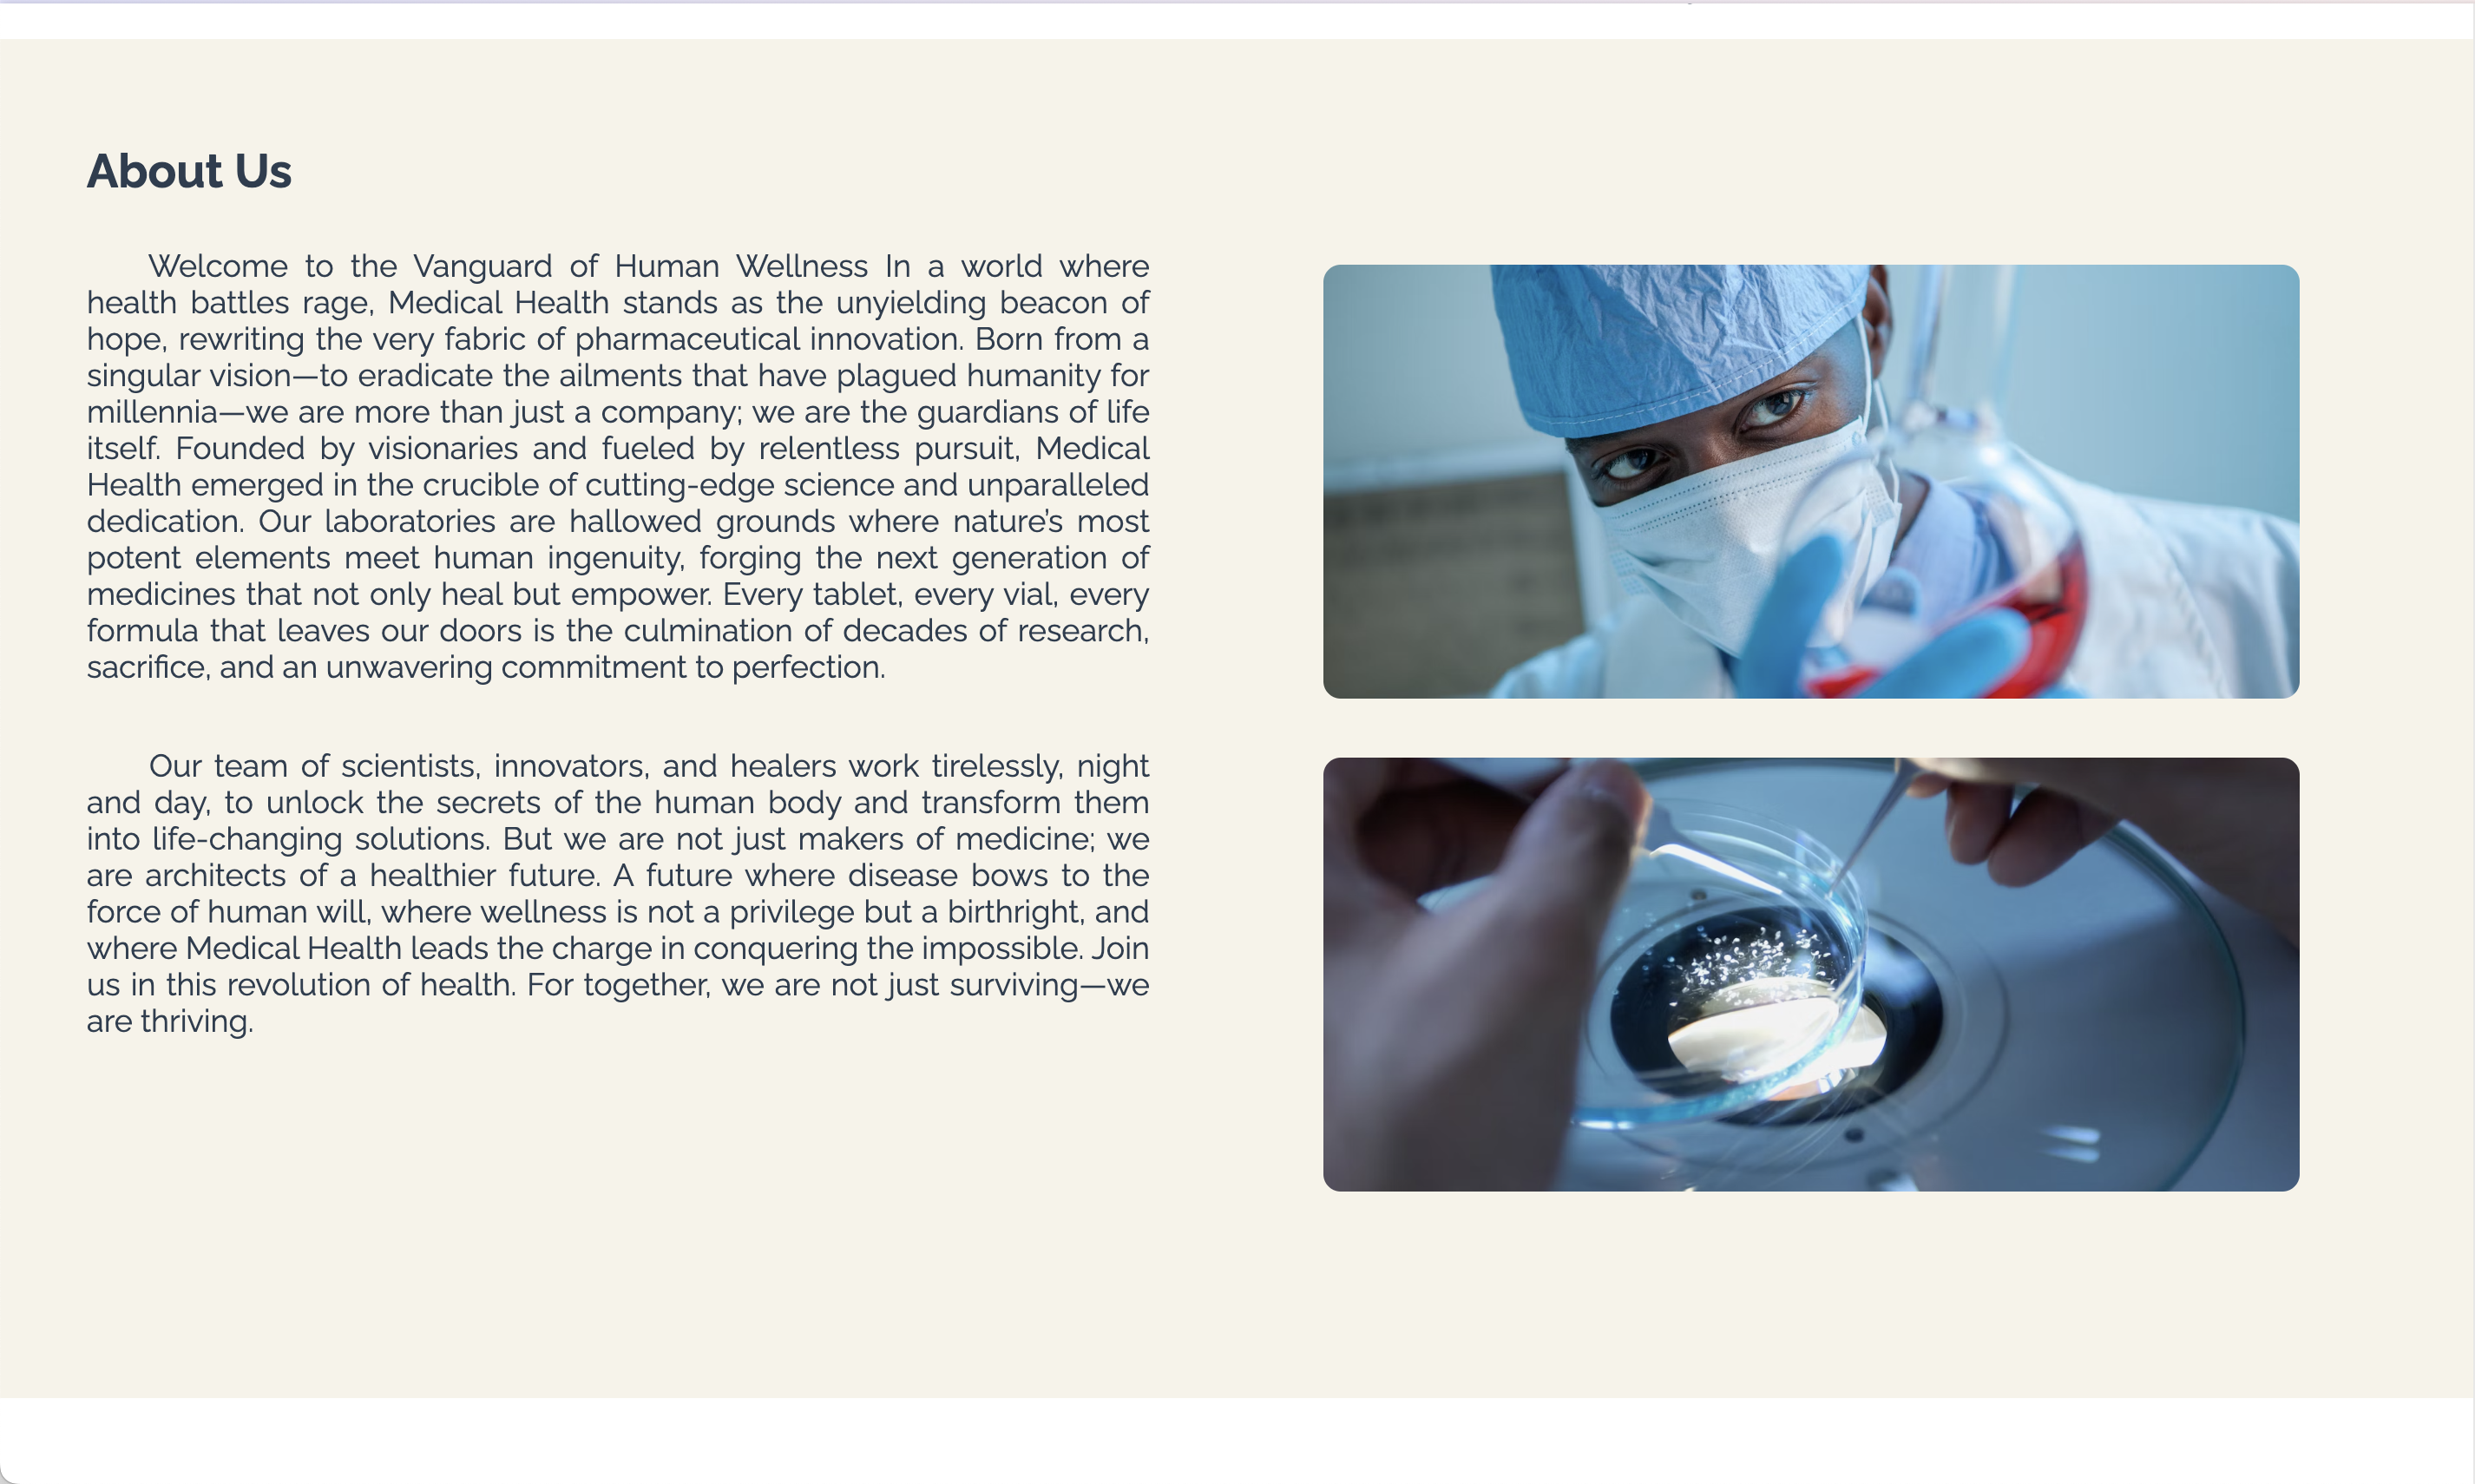 About Us
Welcome to the Vanguard of Human Wellness In a world where
health battles rage, Medical Health stands as the unyielding beacon of
hope, rewriting the very fabric of pharmaceutical innovation. Born from a
singular vision—to eradicate the ailments that have plagued humanity for
millennia—we are more than just a company; we are the guardians of life
itself. Founded by visionaries and fueled by relentless pursuit, Medical
Health emerged in the crucible of cutting-edge science and unparalleled
dedication. Our laboratories are hallowed grounds where nature’s most
potent elements meet human ingenuity, forging the next generation of
medicines that not only heal but empower. Every tablet, every vial, every
formula that leaves our doors is the culmination of decades of research,
sacrifice, and an unwavering commitment to perfection.
Our team of scientists, innovators, and healers work tirelessly, night
and day, to unlock the secrets of the human body and transform them
into life-changing solutions. But we are not just makers of medicine; we
are architects of a healthier future. A future where disease bows to the
force of human will, where wellness is not a privilege but a birthright, and
where Medical Health leads the charge in conquering the impossible. Join
us in this revolution of health. For together, we are not just surviving—we
are thriving.